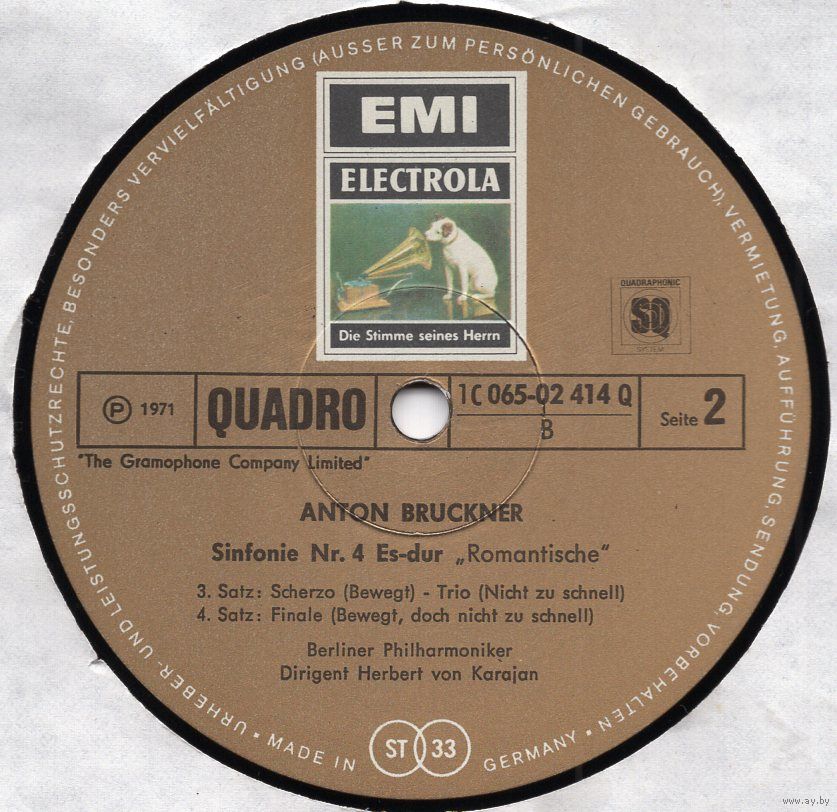 URHEBER- UND LEISTUNGSSCHUTZRECHTE, BESONDERS VERVIELFÄLTIGUNG (AUSSER ZUM PERSÖNLICHEN GEBRAUCH), VERMIETUNG, AUFFÜHRUNG, SENDUNG, VORBEHALTEN
EMI
ELECTROLA
Die Stimme seines Herrn
QUADRAPHONIC
SQ
SYSTEM
P 1971
QUADRO
1C 065-02 414 Q
B
Seite 2
"The Gramophone Company Limited"
ANTON BRUCKNER
Sinfonie Nr. 4 Es-dur „Romantische“
3. Satz: Scherzo (Bewegt) - Trio (Nicht zu schnell)
4. Satz: Finale (Bewegt, doch nicht zu schnell)
Berliner Philharmoniker
Dirigent Herbert von Karajan
MADE IN GERMANY
ST 33
www.ay.by